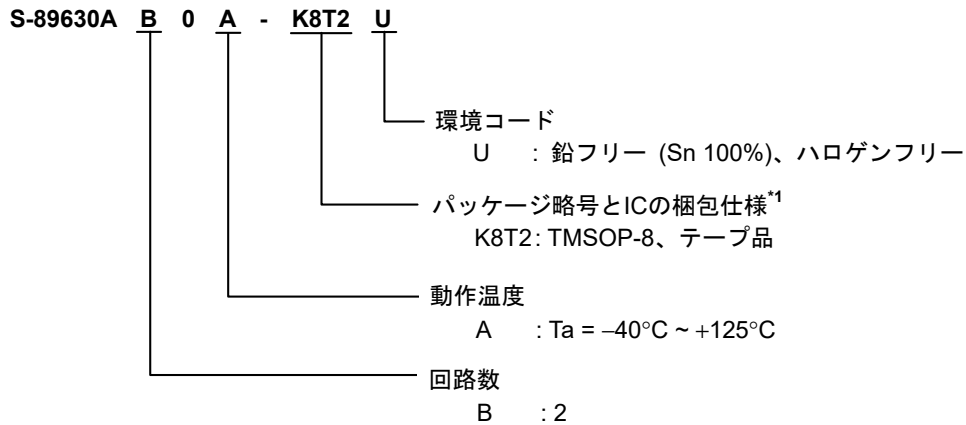 S-89630A B 0 A - K8T2 U
環境コード
U : 鉛フリー (Sn 100%)、ハロゲンフリー
パッケージ略号とICの梱包仕様*1
K8T2 : TMSOP-8、テープ品
動作温度
A : Ta = −40°C ~ +125°C
回路数
B : 2